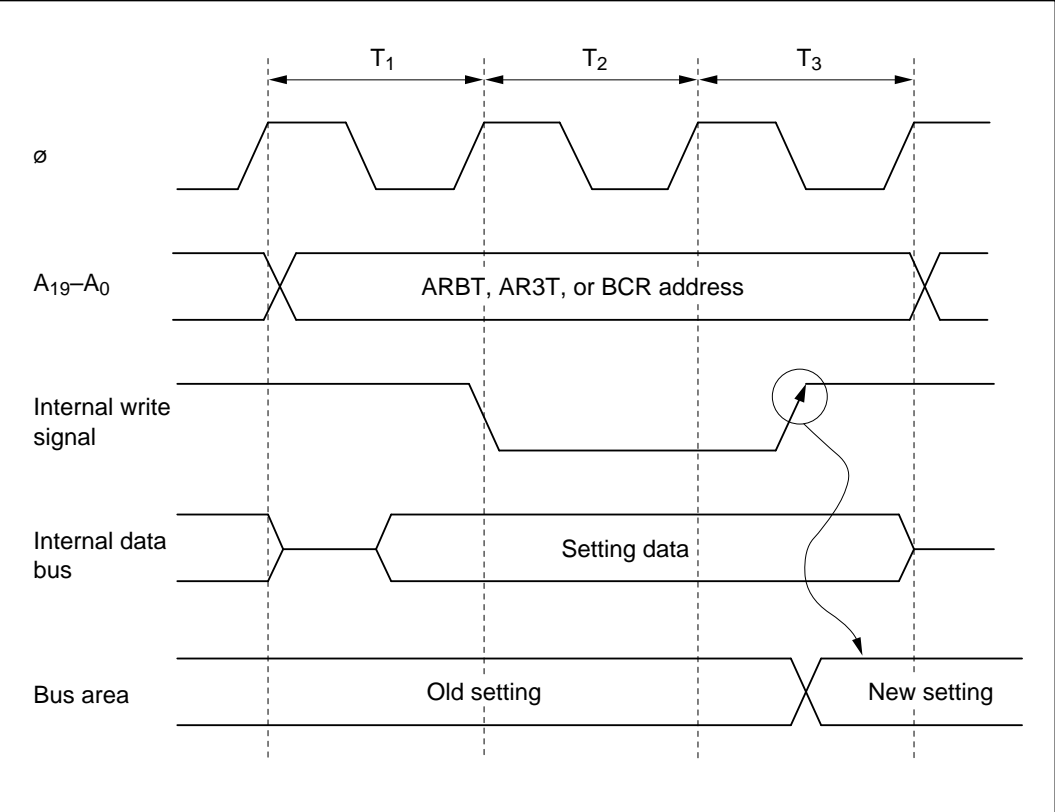 T₁ T₂ T₃
ø
A₁₉–A₀
ARBT, AR3T, or BCR address
Internal write
signal
Internal data
bus
Setting data
Bus area
Old setting
New setting